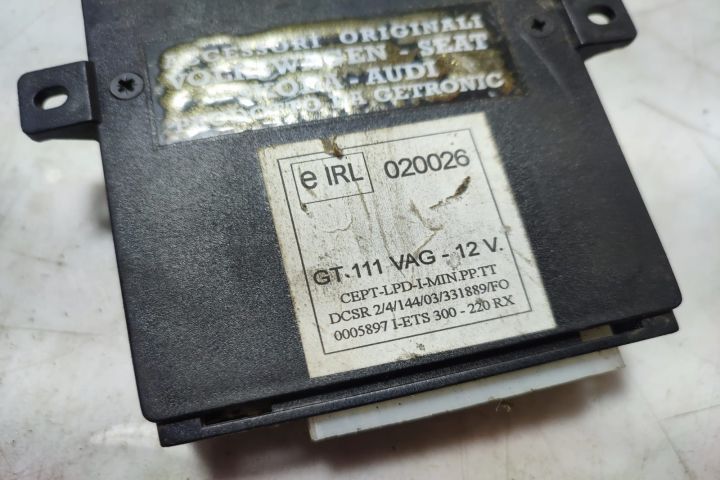 ORIGINALI
VOLKSWAGEN - SEAT
- AUDI
GETRONIC
e IRL 020026
GT-111 VAG - 12 V.
CEPT-LPD-I-MIN.PP.TT
DCSR 2/4/144/03/331889/FO
0005897 I-ETS 300 - 220 RX